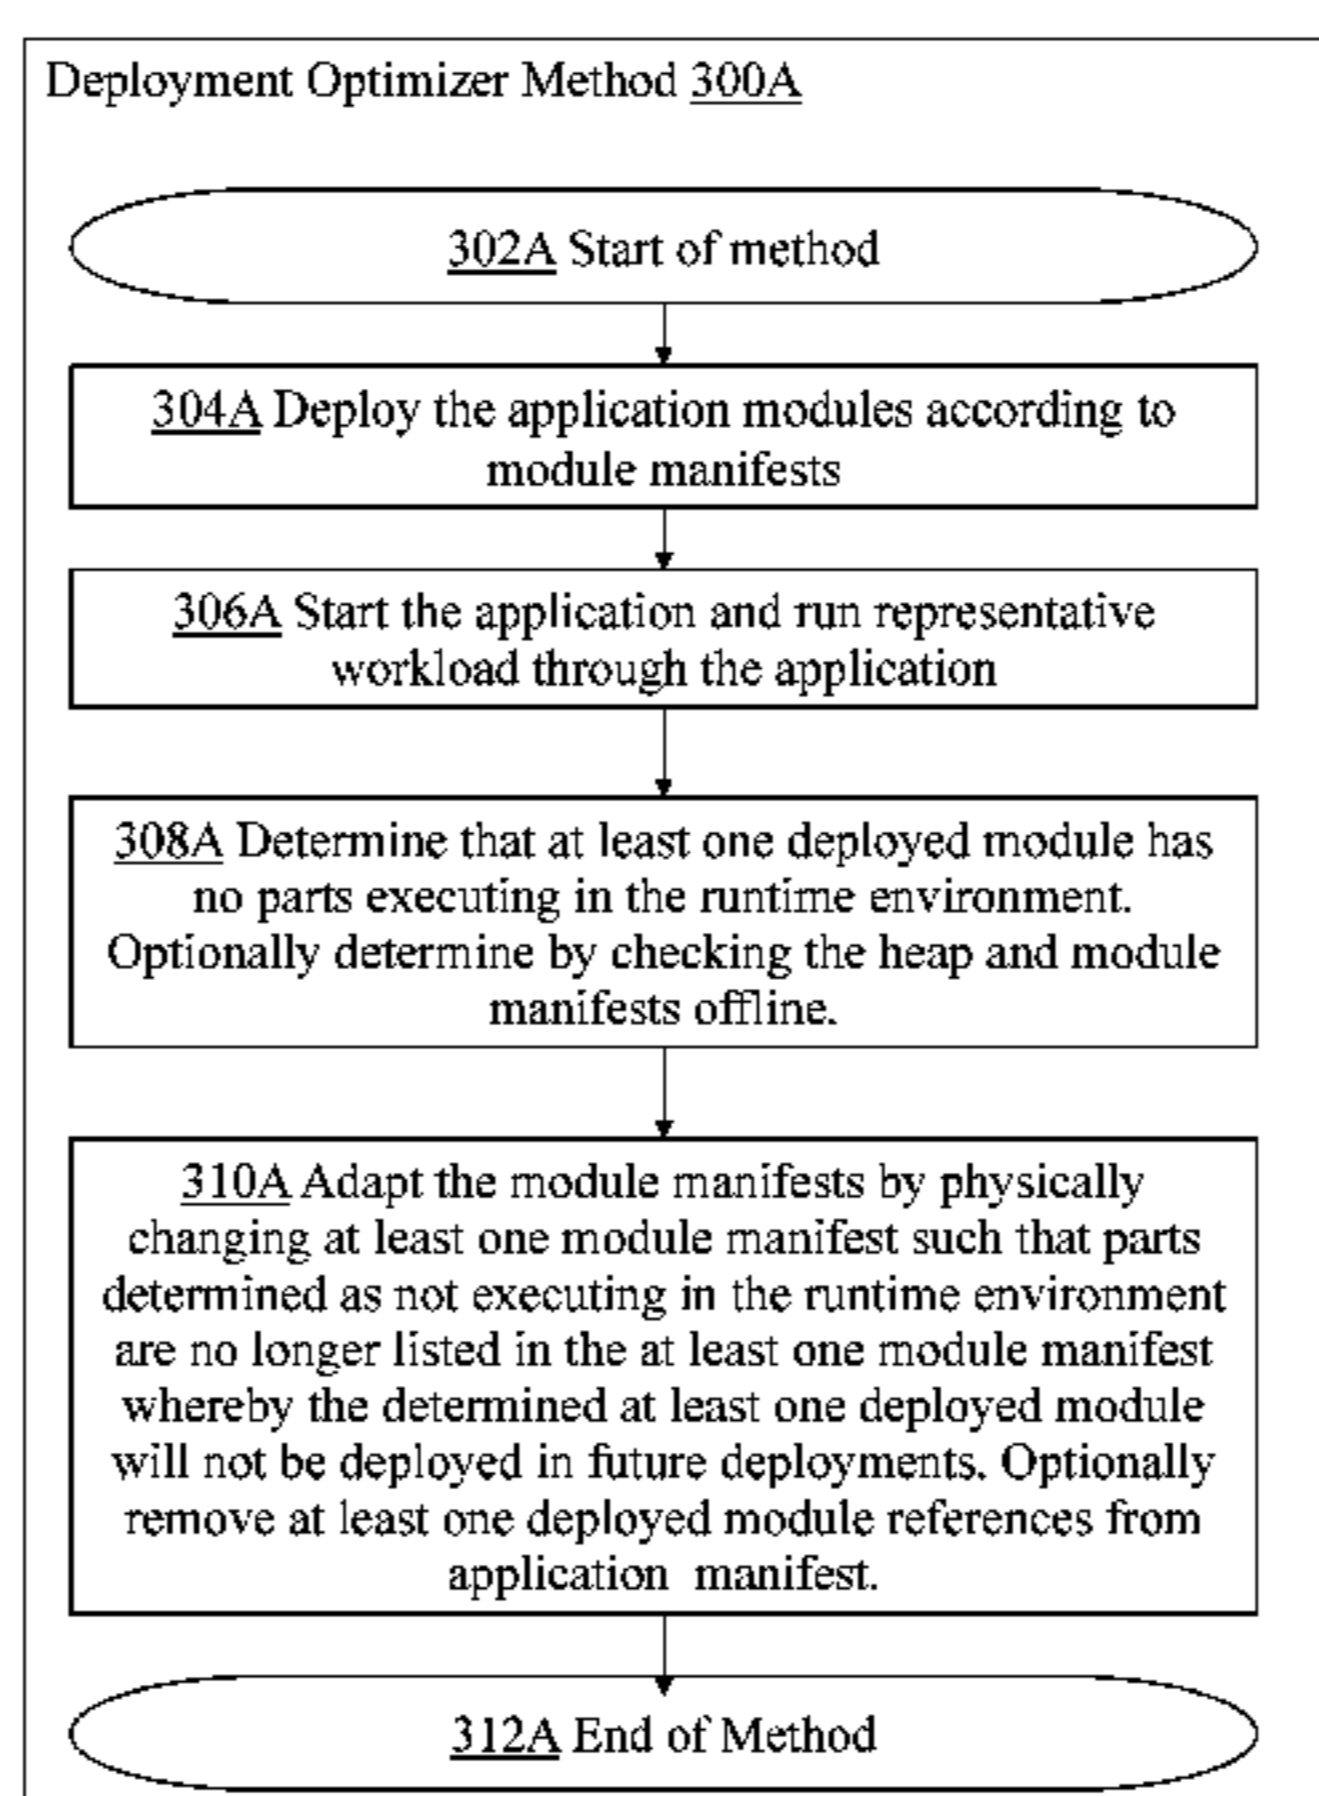 Deployment Optimizer Method 300A
302A Start of method
304A Deploy the application modules according to
module manifests
306A Start the application and run representative
workload through the application
308A Determine that at least one deployed module has
no parts executing in the runtime environment.
Optionally determine by checking the heap and module
manifests offline.
310A Adapt the module manifests by physically
changing at least one module manifest such that parts
determined as not executing in the runtime environment
are no longer listed in the at least one module manifest
whereby the determined at least one deployed module
will not be deployed in future deployments. Optionally
remove at least one deployed module references from
application manifest.
312A End of Method